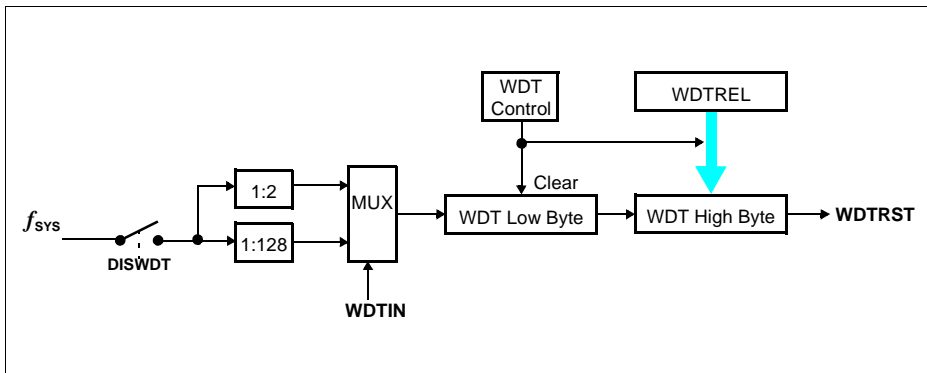 WDT
Control
WDTREL
1:2
MUX
Clear
WDT Low Byte
WDT High Byte
WDTRST
fSYS
1:128
DISWDT
WDTIN